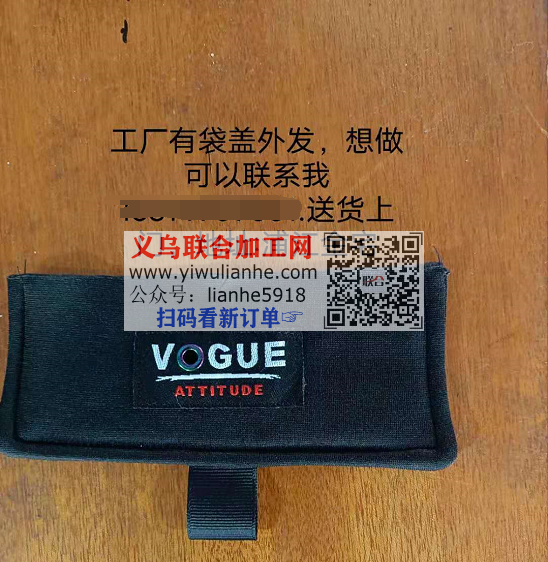 工厂有袋盖外发，想做
可以联系我
送货上
义乌联合加工网
www.yiwulianhe.com
公众号：lianhe5918
扫码看新订单👉
联合
VOGUE
ATTITUDE